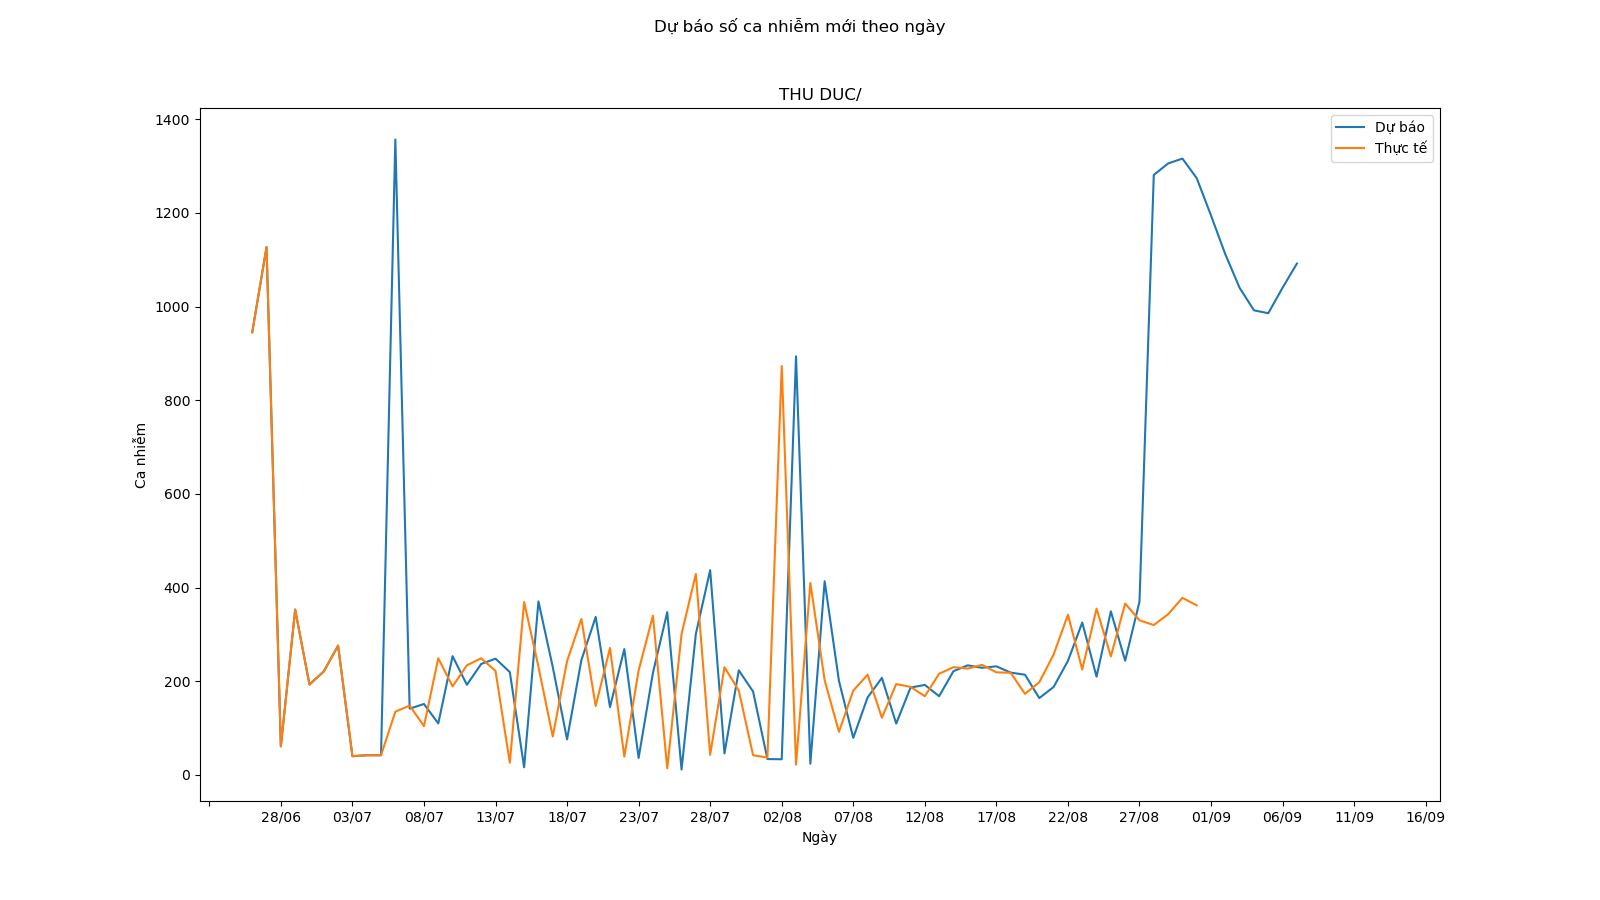 Dự báo số ca nhiễm mới theo ngày
THU DUC/
1400
1200
1000
800
600
400
200
0
Ca nhiễm
Dự báo
Thực tế
28/06 03/07 08/07 13/07 18/07 23/07 28/07 02/08 07/08 12/08 17/08 22/08 27/08 01/09 06/09 11/09 16/09
Ngày